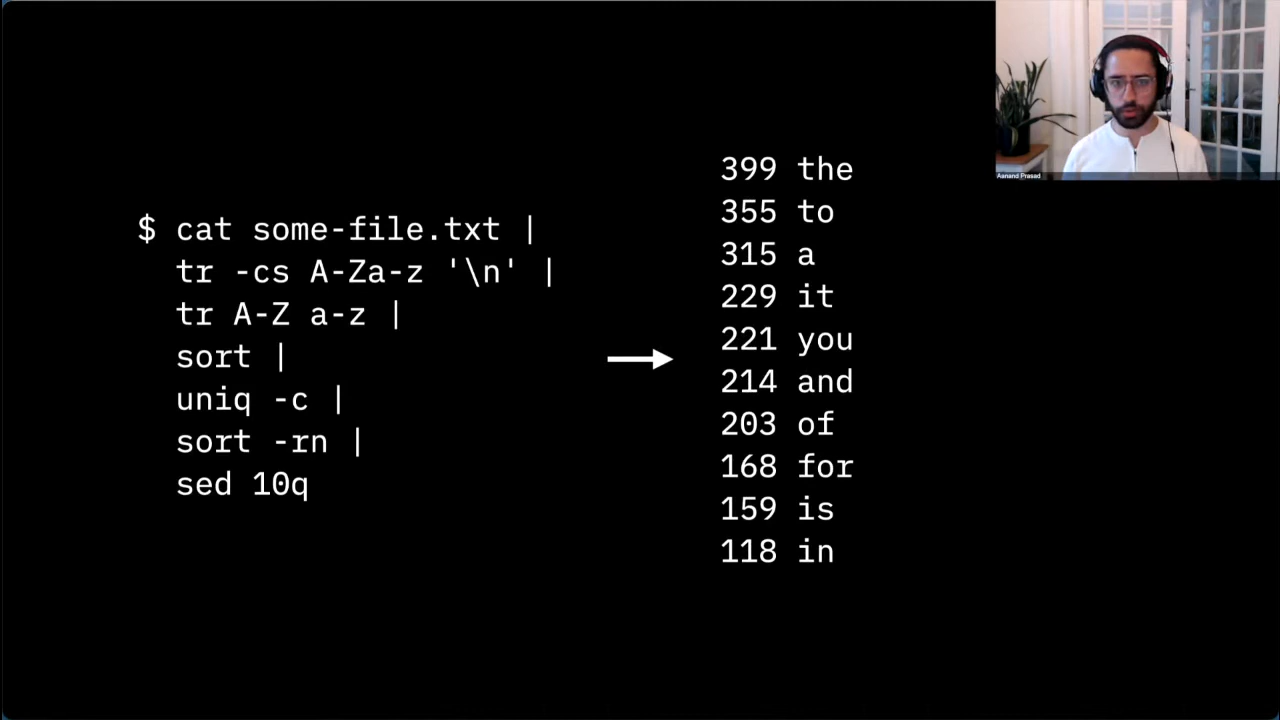 $ cat some-file.txt |
tr -cs A-Za-z '\n' |
tr A-Z a-z |
sort |
uniq -c |
sort -rn |
sed 10q
399 the
355 to
315 a
229 it
221 you
214 and
203 of
168 for
159 is
118 in
Aanand Prasad